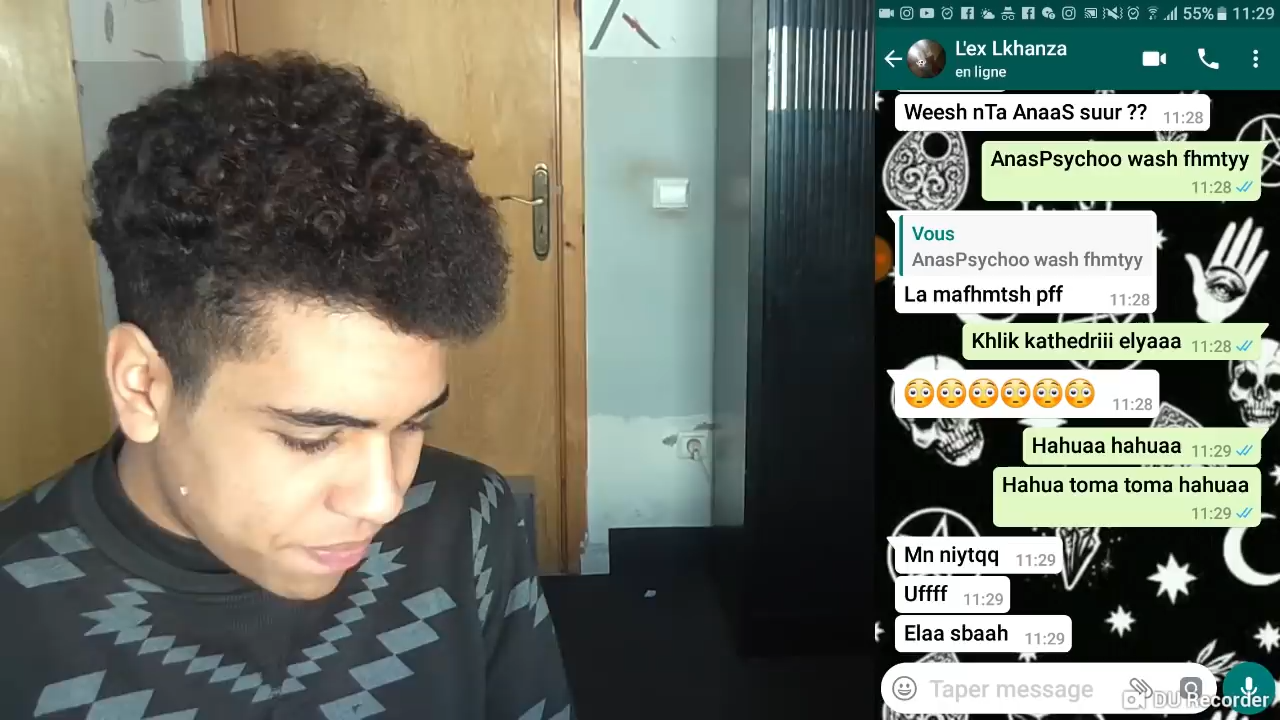 55% 11:29
L'ex Lkhanza
en ligne
Weesh nTa AnaaS suur ?? 11:28
AnasPsychoo wash fhmtyy
11:28
Vous
AnasPsychoo wash fhmtyy
La mafhmtsh pff 11:28
Khlik kathedriii elyaaa 11:28
😳😳😳😳😳😳 11:28
Hahuaa hahuaa 11:29
Hahua toma toma hahuaa
11:29
Mn niytqq 11:29
Uffff 11:29
Elaa sbaah 11:29
Taper message
DU Recorder